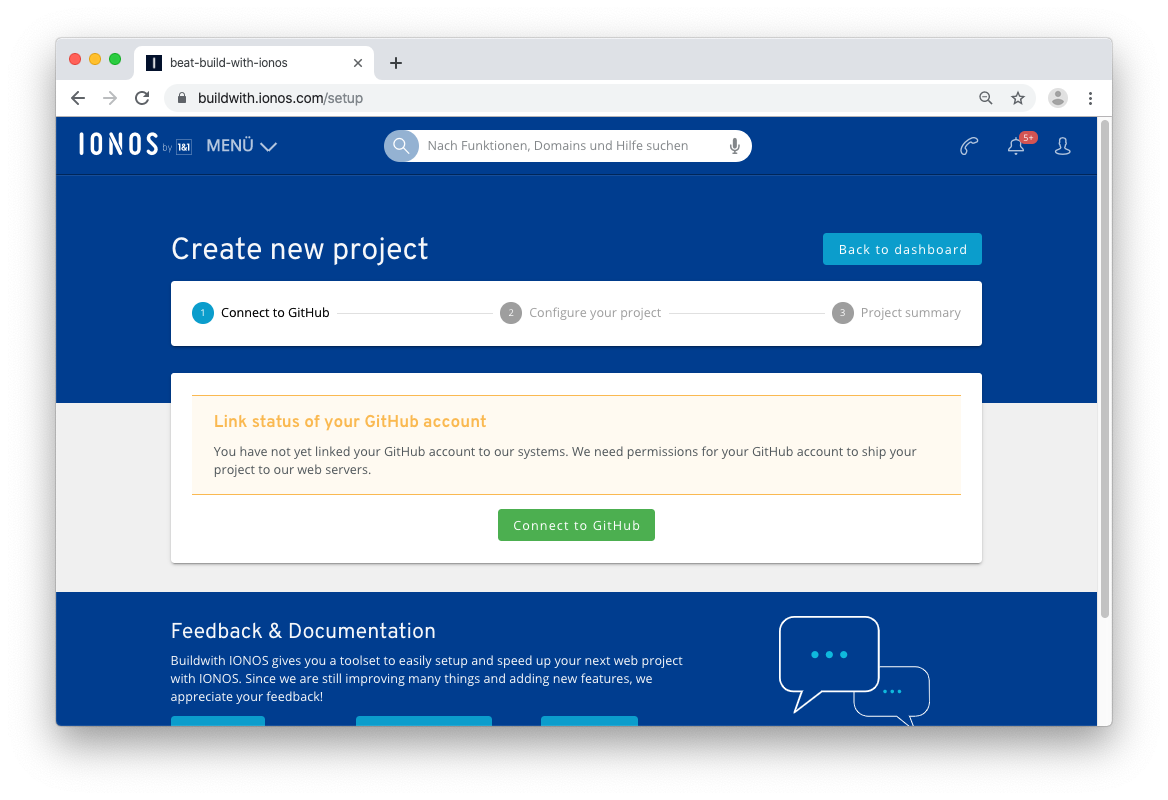 beat-build-with-ionos
buildwith.ionos.com/setup
IONOS by 1&1 MENÜ Nach Funktionen, Domains und Hilfe suchen 5+
Create new project
Back to dashboard
1 Connect to GitHub 2 Configure your project 3 Project summary
Link status of your GitHub account
You have not yet linked your GitHub account to our systems. We need permissions for your GitHub account to ship your
project to our web servers.
Connect to GitHub
Feedback & Documentation
Buildwith IONOS gives you a toolset to easily setup and speed up your next web project
with IONOS. Since we are still improving many things and adding new features, we
appreciate your feedback!